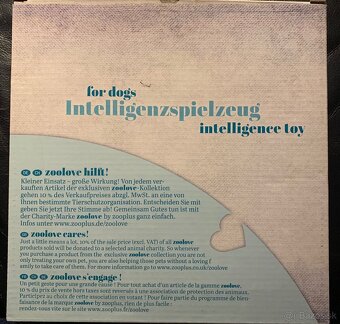 for dogs
Intelligenzspielzeug
intelligence toy
DE CH zoolove hilft!
Kleiner Einsatz – große Wirkung! Von jedem ver-
kauften Artikel der exklusiven zoolove-Kollektion
gehen 10 % des Verkaufspreises abzgl. MwSt. an eine von
Ihnen bestimmte Tierschutzorganisation. Entscheiden Sie mit
geben Sie jetzt Ihre Stimme ab! Gemeinsam Gutes tun ist mit
der Charity-Marke zoolove by zooplus ganz einfach.
Infos unter www.zooplus.de/zoolove
zoolove cares!
Just a little means a lot. 10% of the sale price (excl. VAT) of all zoolove
products sold will be donated to a selected animal charity. So whenever
you purchase a product from the exclusive zoolove collection you are not
only treating your own pet, you are also helping those pets without a loving f
amily to take care of them. For more information go to www.zooplus.co.uk/zoolove
zoolove s'engage !
Un petit geste pour une grande cause ! Pour tout achat d'un article de la gamme zoolove,
10 % du prix de vente hors taxes sont reversés à une association de protection des animaux.
Participez au choix de cette association en votant ! Pour faire partie du programme de bien-
faisance de la marque zoolove by zooplus, rien de plus facile :
rendez-vous sur le site www.zooplus.fr/zoolove